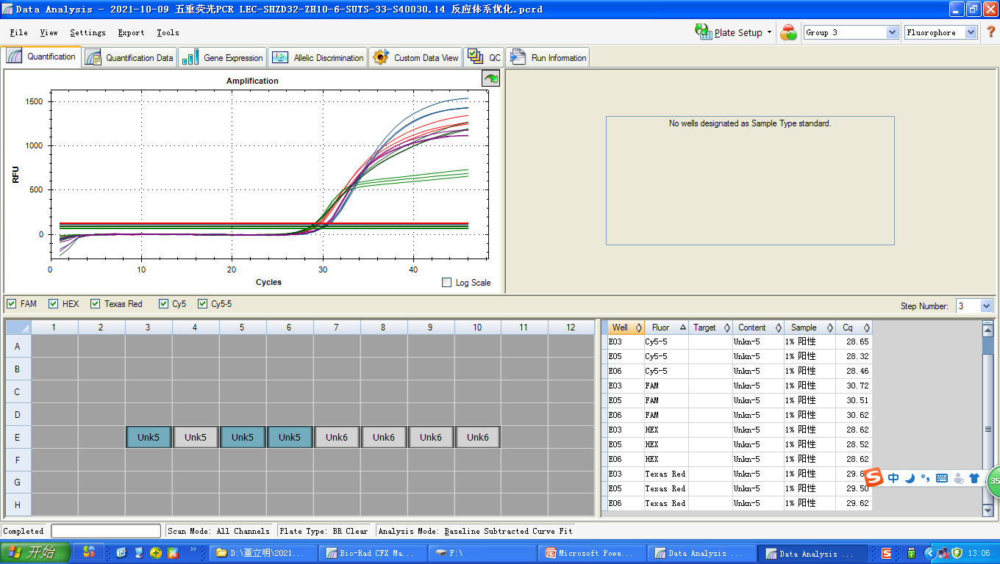 Data Analysis - 2021-10-09 五重荧光PCR LEC-SHZD32-ZH10-6-SUTS-33-S40030.14 反应体系优化.pcrd
File View Settings Export Tools
Plate Setup
Group 3
Fluorophore
Quantification Quantification Data Gene Expression Allelic Discrimination Custom Data View QC Run Information
Amplification
1500
1000
500
0
RFU
0 10 20 30 40
Cycles
Log Scale
No wells designated as Sample Type standard.
FAM HEX Texas Red Cy5 Cy5-5
Step Number: 3
1 2 3 4 5 6 7 8 9 10 11 12
A
B
C
D
E Unk5 Unk5 Unk5 Unk5 Unk6 Unk6 Unk6 Unk6
F
G
H
Well Fluor Target Content Sample Cq
E03 Cy5-5 Unkn-5 1% 阳性 28.65
E05 Cy5-5 Unkn-5 1% 阳性 28.32
E06 Cy5-5 Unkn-5 1% 阳性 28.46
E03 FAM Unkn-5 1% 阳性 30.72
E05 FAM Unkn-5 1% 阳性 30.51
E06 FAM Unkn-5 1% 阳性 30.62
E03 HEX Unkn-5 1% 阳性 28.62
E05 HEX Unkn-5 1% 阳性 28.52
E06 HEX Unkn-5 1% 阳性 28.62
E03 Texas Red Unkn-5 1% 阳性
E05 Texas Red Unkn-5 1% 阳性 29.50
E06 Texas Red Unkn-5 1% 阳性 29.62
S 中
35
Completed
Scan Mode: All Channels Plate Type: BR Clear Analysis Mode: Baseline Subtracted Curve Fit
开始 D:\董立明\2021... Bio-Rad CFX Ma... F:\ Microsoft Powe... Data Analysis ... Data Analysis ... S 13:06